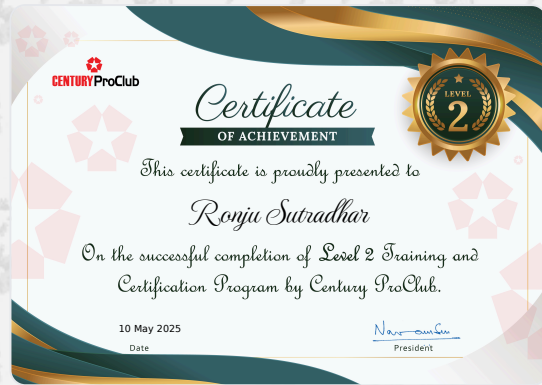 CENTURY ProClub
LEVEL
2
Certificate
OF ACHIEVEMENT
This certificate is proudly presented to
Ronju Sutradhar
On the successful completion of Level 2 Training and
Certification Program by Century ProClub.
10 May 2025
Date
President